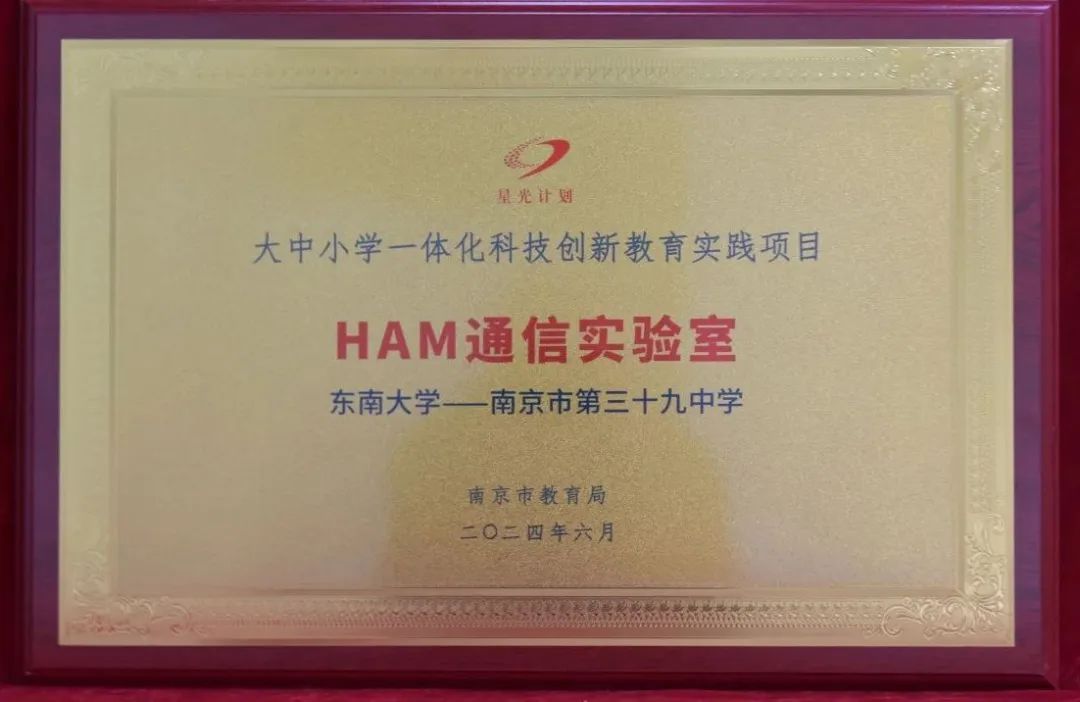 星光计划
大中小学一体化科技创新教育实践项目
HAM通信实验室
东南大学——南京市第三十九中学
南京市教育局
二〇二四年六月